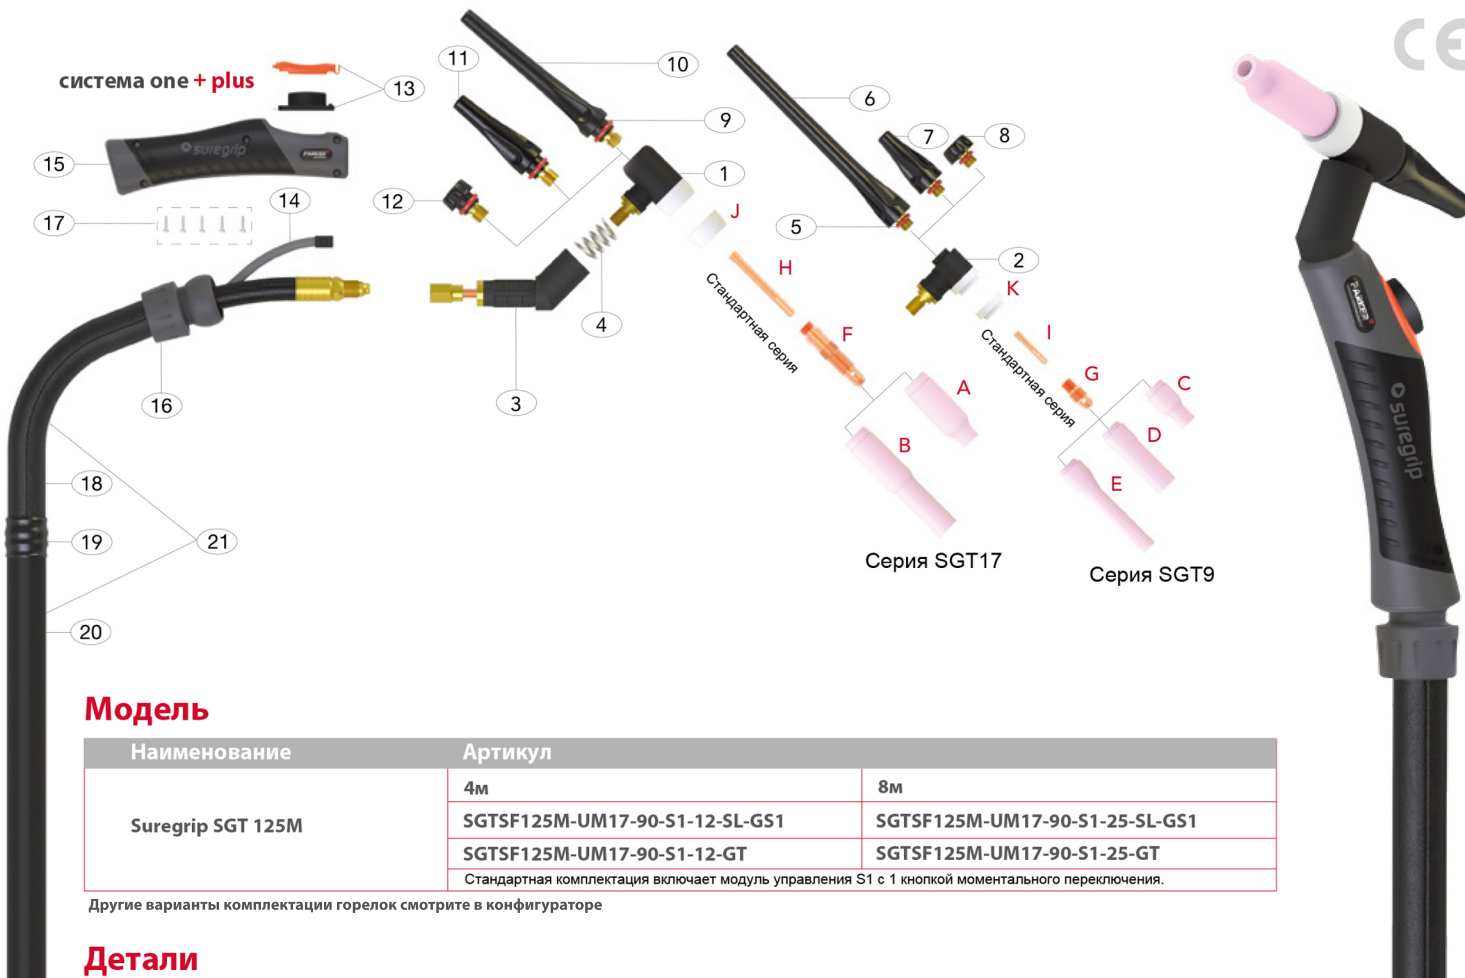 CE
система one + plus
13
11
10
6
9
7
8
15
suregrip
PARKER
1
14
12
17
J
5
2
H
K
Стандартная серия
4
F
I
Стандартная серия
G
A
C
3
16
B
D
E
18
19
21
20
Серия SGT17
Серия SGT9
PARKER
suregrip
Модель
Наименование
Артикул
4м
8м
Suregrip SGT 125M
SGTSF125M-UM17-90-S1-12-SL-GS1
SGTSF125M-UM17-90-S1-25-SL-GS1
SGTSF125M-UM17-90-S1-12-GT
SGTSF125M-UM17-90-S1-25-GT
Стандартная комплектация включает модуль управления S1 с 1 кнопкой моментального переключения.
Другие варианты комплектации горелок смотрите в конфигураторе
Детали